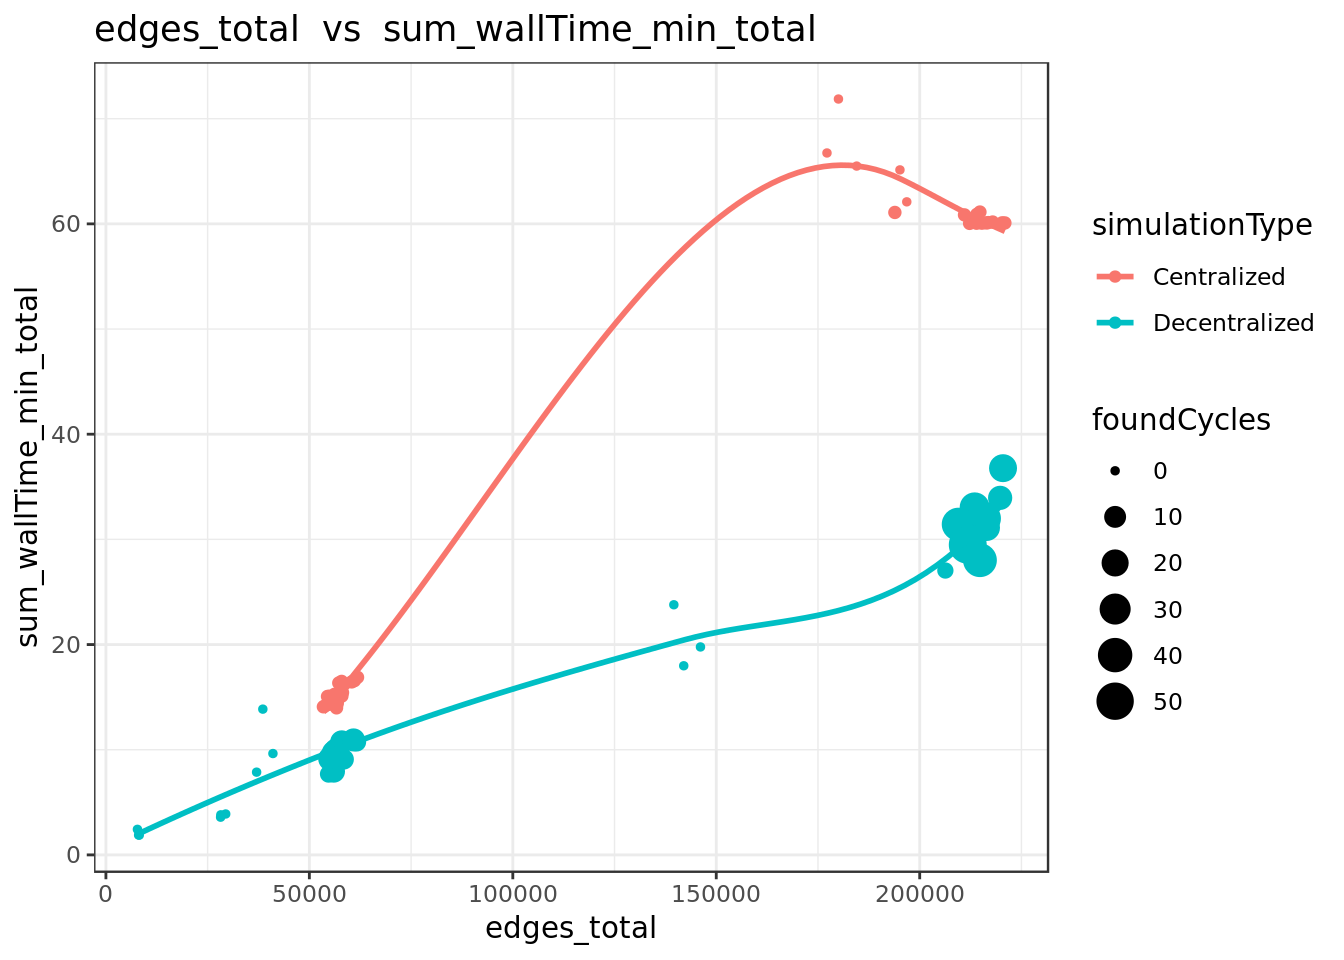 edges_total vs sum_wallTime_min_total
sum_wallTime_min_total
60
40
20
0
0
50000
100000
150000
200000
edges_total
simulationType
Centralized
Decentralized
foundCycles
0
10
20
30
40
50